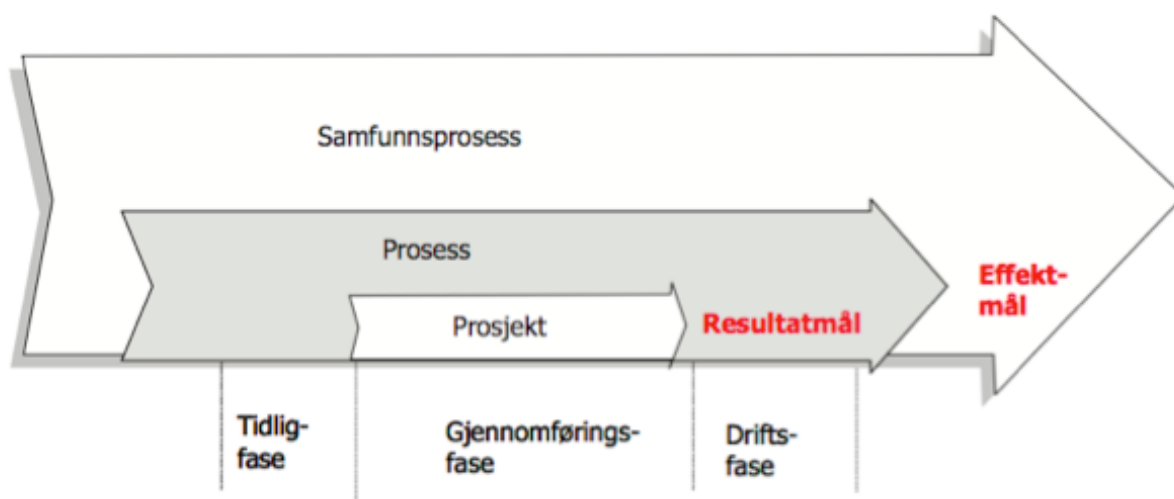 Samfunnsprosess
Prosess
Effekt-
mål
Prosjekt
Resultatmål
Tidlig-
fase
Gjennomførings-
fase
Drifts-
fase